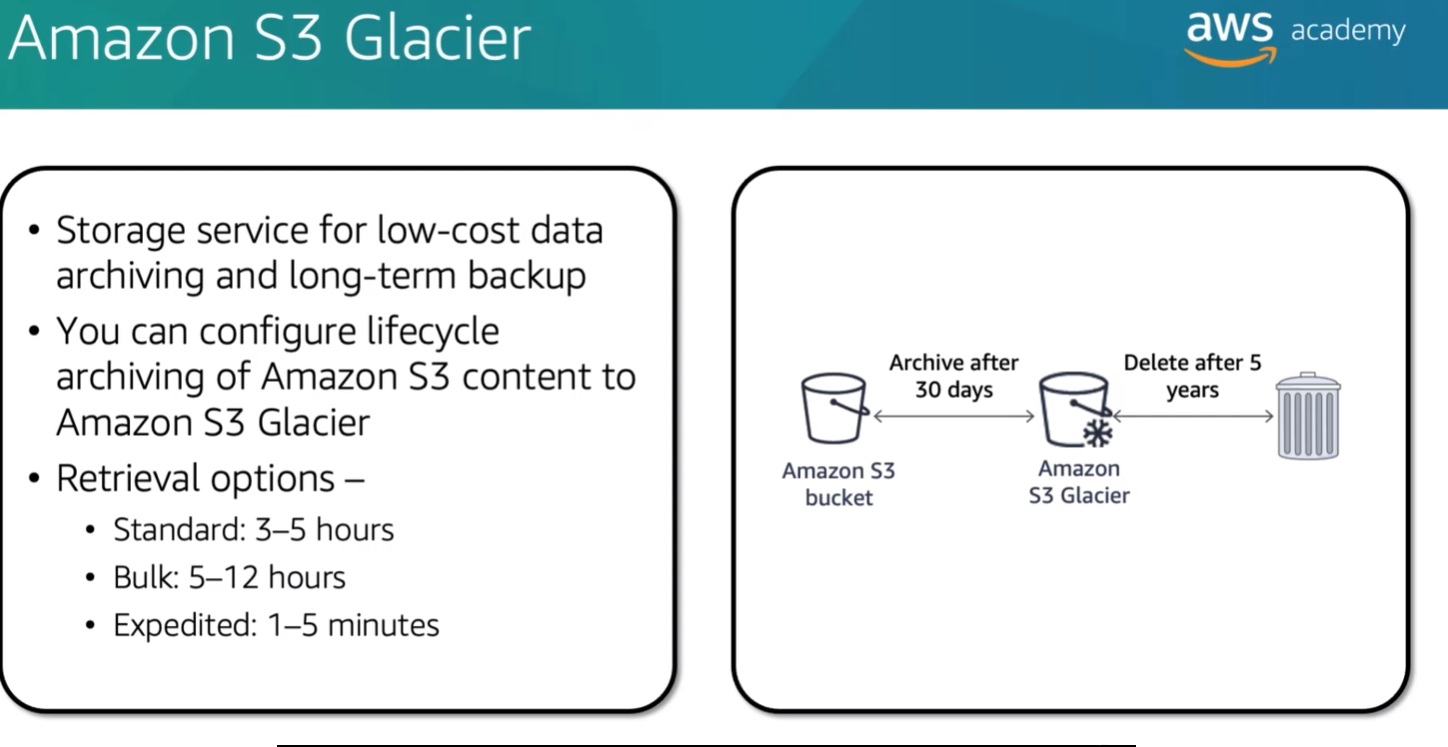 Amazon S3 Glacier
aws academy
• Storage service for low-cost data
archiving and long-term backup
• You can configure lifecycle
archiving of Amazon S3 content to
Amazon S3 Glacier
• Retrieval options –
• Standard: 3–5 hours
• Bulk: 5–12 hours
• Expedited: 1–5 minutes
Archive after
30 days
Delete after 5
years
Amazon S3
bucket
Amazon
S3 Glacier